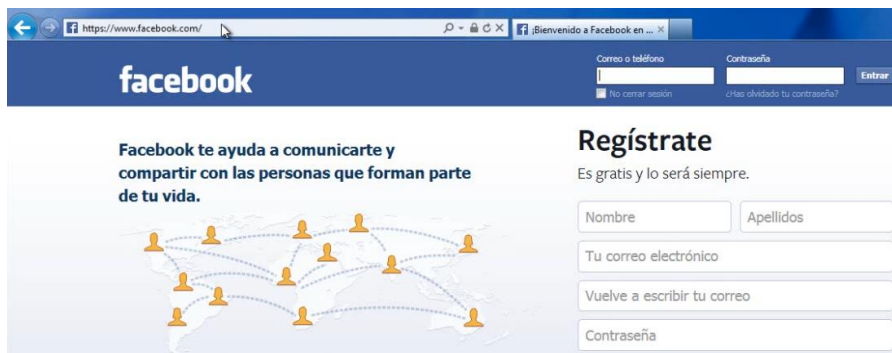 https://www.facebook.com/
¡Bienvenido a Facebook en ...
facebook
Correo o teléfono
Contraseña
Entrar
No cerrar sesión
¿Has olvidado tu contraseña?
Facebook te ayuda a comunicarte y
compartir con las personas que forman parte
de tu vida.
Regístrate
Es gratis y lo será siempre.
Nombre
Apellidos
Tu correo electrónico
Vuelve a escribir tu correo
Contraseña